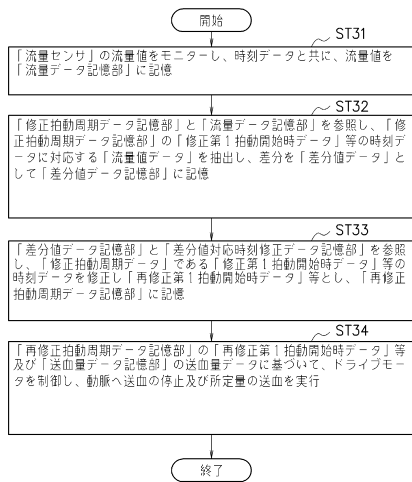 開始
ST31
「流量センサ」の流量値をモニターし、時刻データと共に、流量値を
「流量データ記憶部」に記憶
ST32
「修正拍動周期データ記憶部」と「流量データ記憶部」を参照し、「修
正拍動周期データ記憶部」の「修正第1拍動開始時データ」等の時刻デ
ータに対応する「流量値データ」を抽出し、差分を「差分値データ」と
して「差分値データ記憶部」に記憶
ST33
「差分値データ記憶部」と「差分値対応時刻修正データ記憶部」を参照
し、「修正拍動周期データ」である「修正第1拍動開始時データ」等の
時刻データを修正し「再修正第1拍動開始時データ」等とし、「再修正
拍動周期データ記憶部」に記憶
ST34
「再修正拍動周期データ記憶部」の「再修正第1拍動開始時データ」等
及び「送血量データ記憶部」の送血量データに基づいて、ドライブモー
タを制御し、動脈へ送血の停止及び所定量の送血を実行
終了